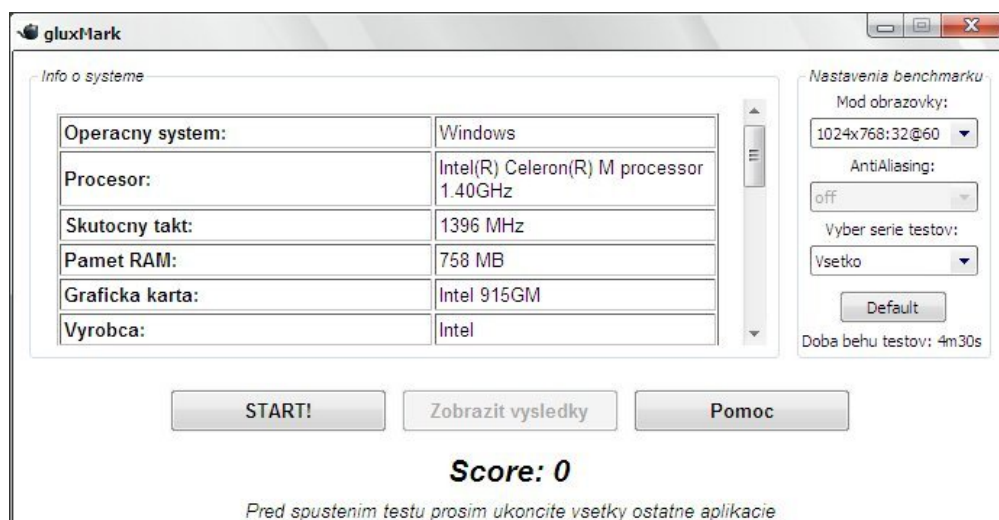 gluxMark
Info o systeme
Operacny system: Windows
Procesor: Intel(R) Celeron(R) M processor
1.40GHz
Skutocny takt: 1396 MHz
Pamet RAM: 758 MB
Graficka karta: Intel 915GM
Vyrobca: Intel
Nastavenia benchmarku
Mod obrazovky:
1024x768:32@60
AntiAliasing:
off
Vyber serie testov:
Vsetko
Default
Doba behu testov: 4m30s
START! Zobrazit vysledky Pomoc
Score: 0
Pred spustenim testu prosim ukoncite vsetky ostatne aplikacie